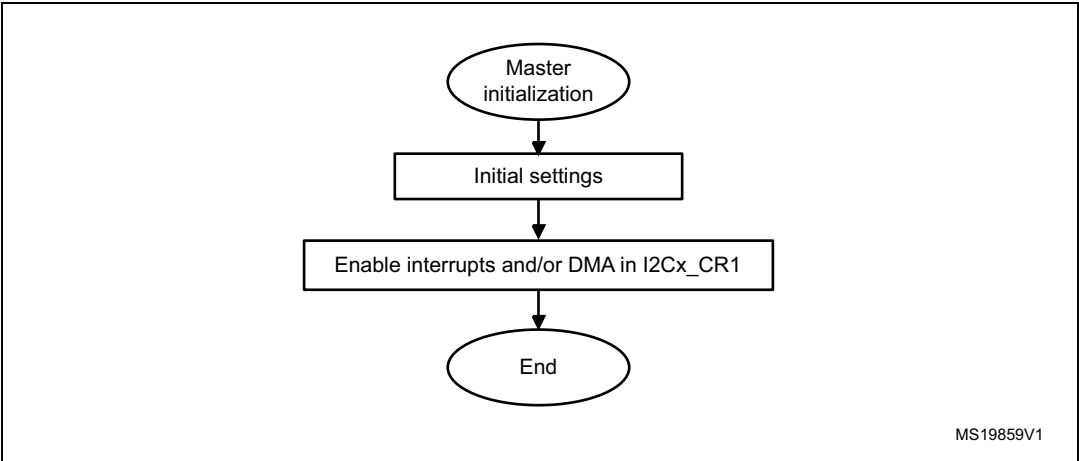 Master
initialization
Initial settings
Enable interrupts and/or DMA in I2Cx_CR1
End
MS19859V1